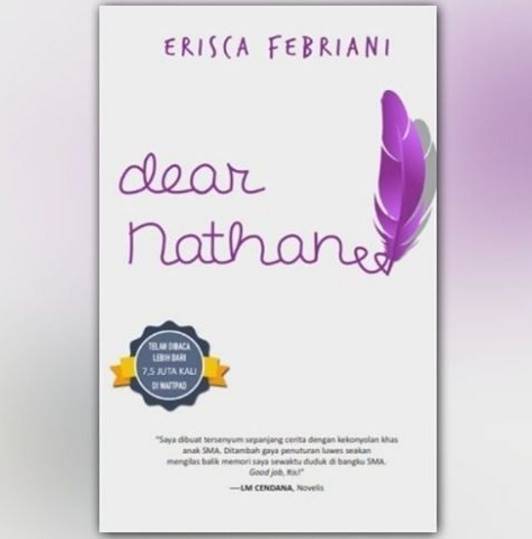 ERISCA FEBRIANI
dear
Nathan
TELAH DIBACA
LEBIH DARI
7,5 JUTA KALI
DI WATTPAD
"Saya dibuat tersenyum sepanjang cerita dengan kekonyolan khas
anak SMA. Ditambah gaya penuturan luwes seakan
mengilas balik memori saya sewaktu duduk di bangku SMA.
Good job, Ris!"
—LM CENDANA, Novelis